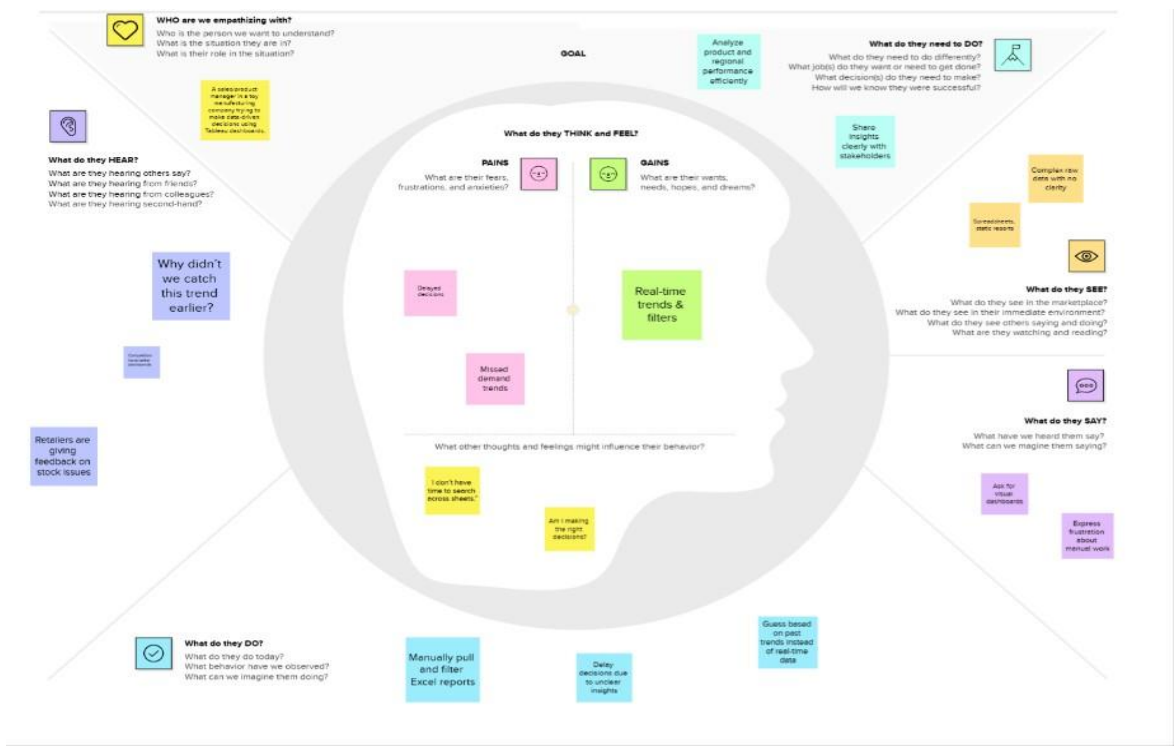 WHO are we empathizing with?
Who is the person we want to understand?
What is the situation they are in?
What is their role in the situation?
A sales/product
manager in a toy
manufacturing
company trying to
make data-driven
decisions using
Tableau dashboards.
GOAL
Analyze
product and
regional
performance
efficiently
What do they need to DO?
What do they need to do differently?
What job(s) do they want or need to get done?
What decision(s) do they need to make?
How will we know they were successful?
Share
insights
clearly with
stakeholders
What do they HEAR?
What are they hearing others say?
What are they hearing from friends?
What are they hearing from colleagues?
What are they hearing second-hand?
Why didn't
we catch
this trend
earlier?
Retailers are
giving
feedback on
stock issues
What do they THINK and FEEL?
PAINS
What are their fears,
frustrations, and anxieties?
GAINS
What are their wants,
needs, hopes, and dreams?
Delayed
decisions
Missed
demand
trends
Real-time
trends &
filters
What other thoughts and feelings might influence their behavior?
I don't have
time to search
across sheets."
Am I making
the right
decisions?
Complex raw
data with no
clarity
Spreadsheets,
static reports
What do they SEE?
What do they see in the marketplace?
What do they see in their immediate environment?
What do they see others saying and doing?
What are they watching and reading?
What do they SAY?
What have we heard them say?
What can we magine them saying?
Ask for
visual
dashboards
Express
frustration
about
manual work
What do they DO?
What do they do today?
What behavior have we observed?
What can we imagine them doing?
Manually pull
and filter
Excel reports
Delay
decisions due
to unclear
insights
Guess based
on past
trends instead
of real-time
data